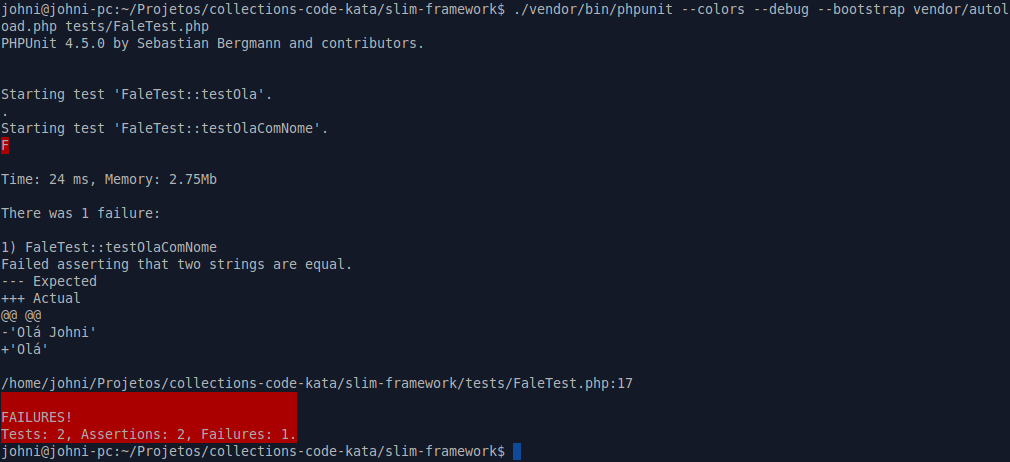 johni@johni-pc:~/Projetos/collections-code-kata/slim-framework$ ./vendor/bin/phpunit --colors --debug --bootstrap vendor/autol
oad.php tests/FaleTest.php
PHPUnit 4.5.0 by Sebastian Bergmann and contributors.
Starting test 'FaleTest::testOla'.
.
Starting test 'FaleTest::testOlaComNome'.
F
Time: 24 ms, Memory: 2.75Mb
There was 1 failure:
1) FaleTest::testOlaComNome
Failed asserting that two strings are equal.
--- Expected
+++ Actual
@@ @@
-'Olá Johni'
+'Olá'
/home/johni/Projetos/collections-code-kata/slim-framework/tests/FaleTest.php:17
FAILURES!
Tests: 2, Assertions: 2, Failures: 1.
johni@johni-pc:~/Projetos/collections-code-kata/slim-framework$